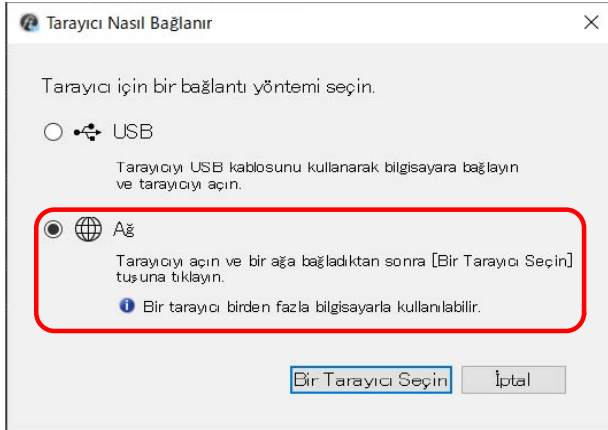 Tarayıcı Nasıl Bağlanır
Tarayıcı için bir bağlantı yöntemi seçin.
USB
Tarayıcıyı USB kablosunu kullanarak bilgisayara bağlayın
ve tarayıcıyı açın.
Ağ
Tarayıcıyı açın ve bir ağa bağladıktan sonra [Bir Tarayıcı Seçin]
tuşuna tıklayın.
Bir tarayıcı birden fazla bilgisayarla kullanılabilir.
Bir Tarayıcı Seçin İptal